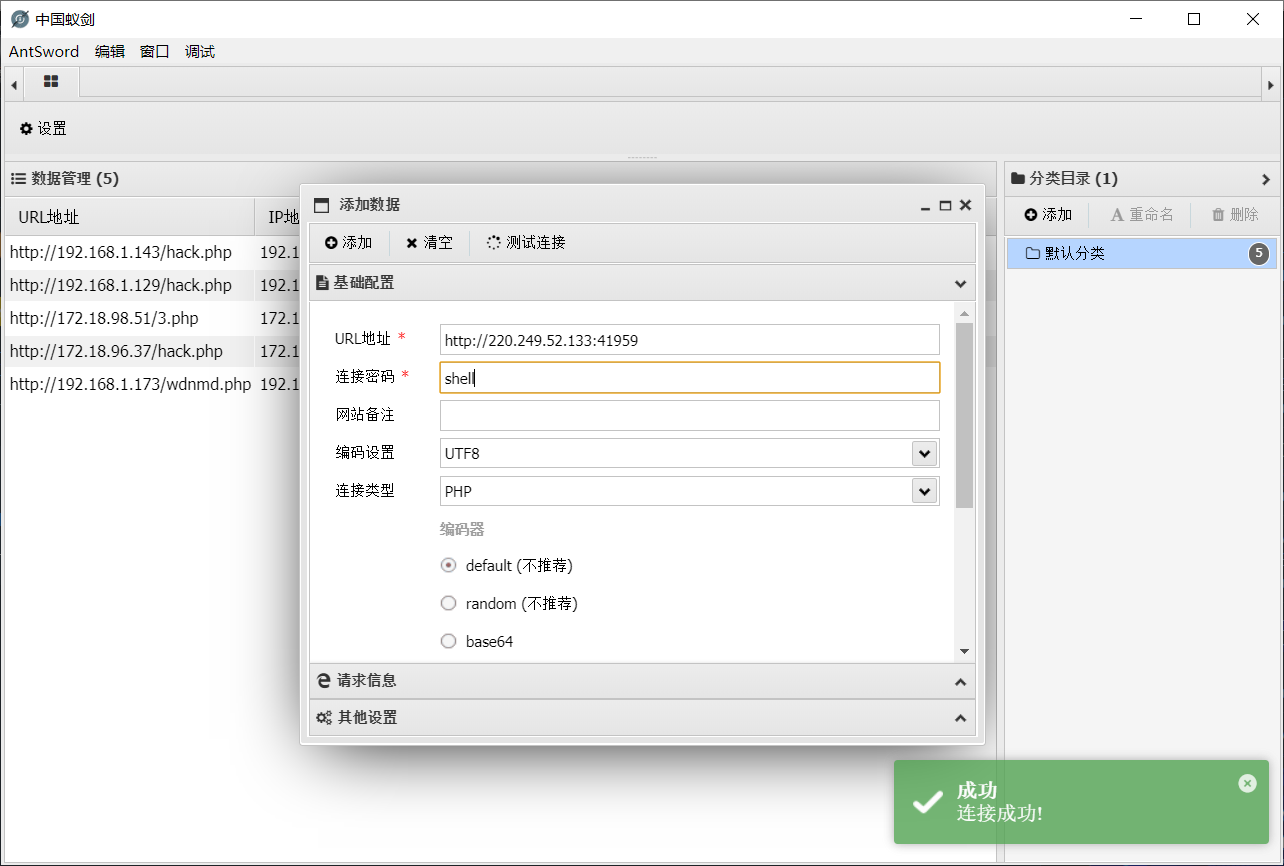 中国蚁剑
AntSword 编辑 窗口 调试
设置
数据管理 (5)
URL地址 IP地
http://192.168.1.143/hack.php 192.1
http://192.168.1.129/hack.php 192.1
http://172.18.98.51/3.php 172.1
http://172.18.96.37/hack.php 172.1
http://192.168.1.173/wdnmd.php 192.1
添加数据
添加 清空 测试连接
基础配置
URL地址 * http://220.249.52.133:41959
连接密码 * shell
网站备注
编码设置 UTF8
连接类型 PHP
编码器
default (不推荐)
random (不推荐)
base64
请求信息
其他设置
分类目录 (1)
添加 重命名 删除
默认分类 5
成功
连接成功!